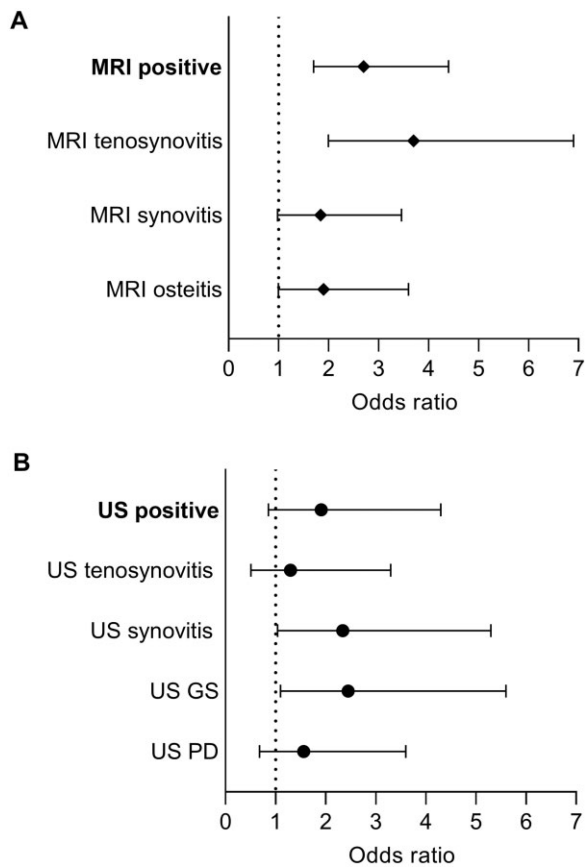 A
MRI positive
MRI tenosynovitis
MRI synovitis
MRI osteitis
0 1 2 3 4 5 6 7
Odds ratio
B
US positive
US tenosynovitis
US synovitis
US GS
US PD
0 1 2 3 4 5 6 7
Odds ratio